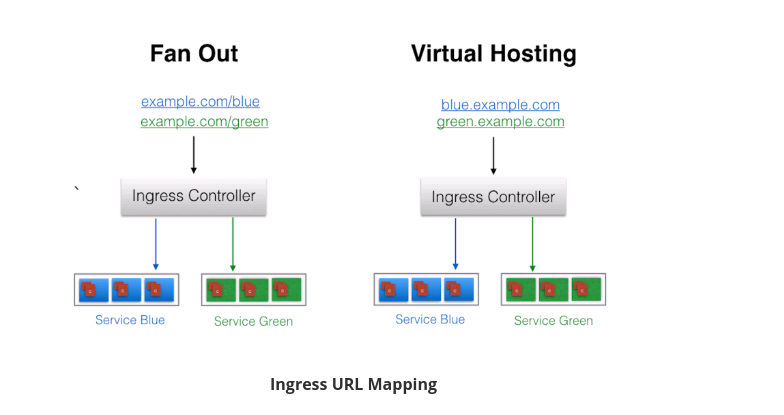 Fan Out
example.com/blue
example.com/green
`
Ingress Controller
Service Blue
Service Green
Virtual Hosting
blue.example.com
green.example.com
Ingress Controller
Service Blue
Service Green
Ingress URL Mapping